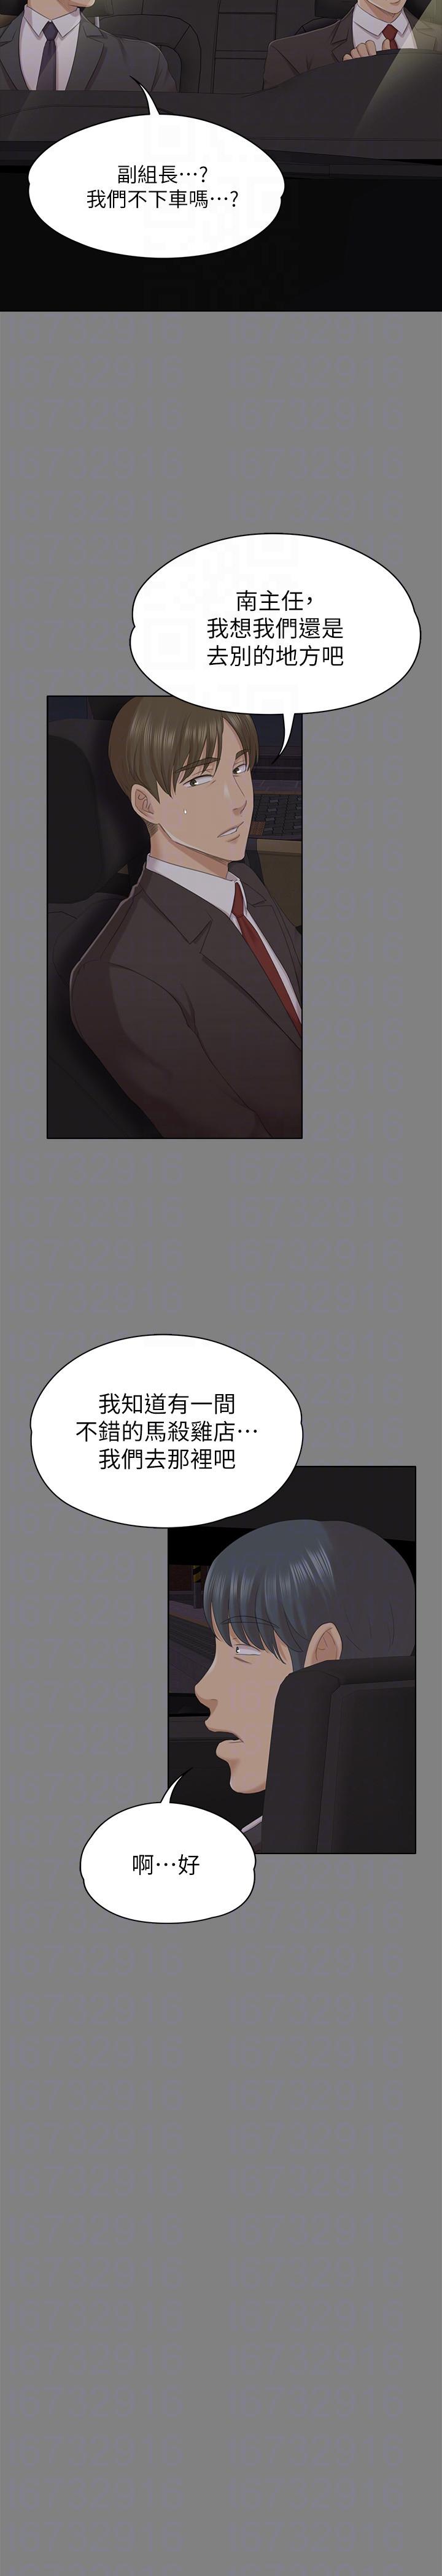 副組長…?
我們不下車嗎…?
南主任,
我想我們還是
去別的地方吧
我知道有一間
不錯的馬殺雞店…
我們去那裡吧
啊…好